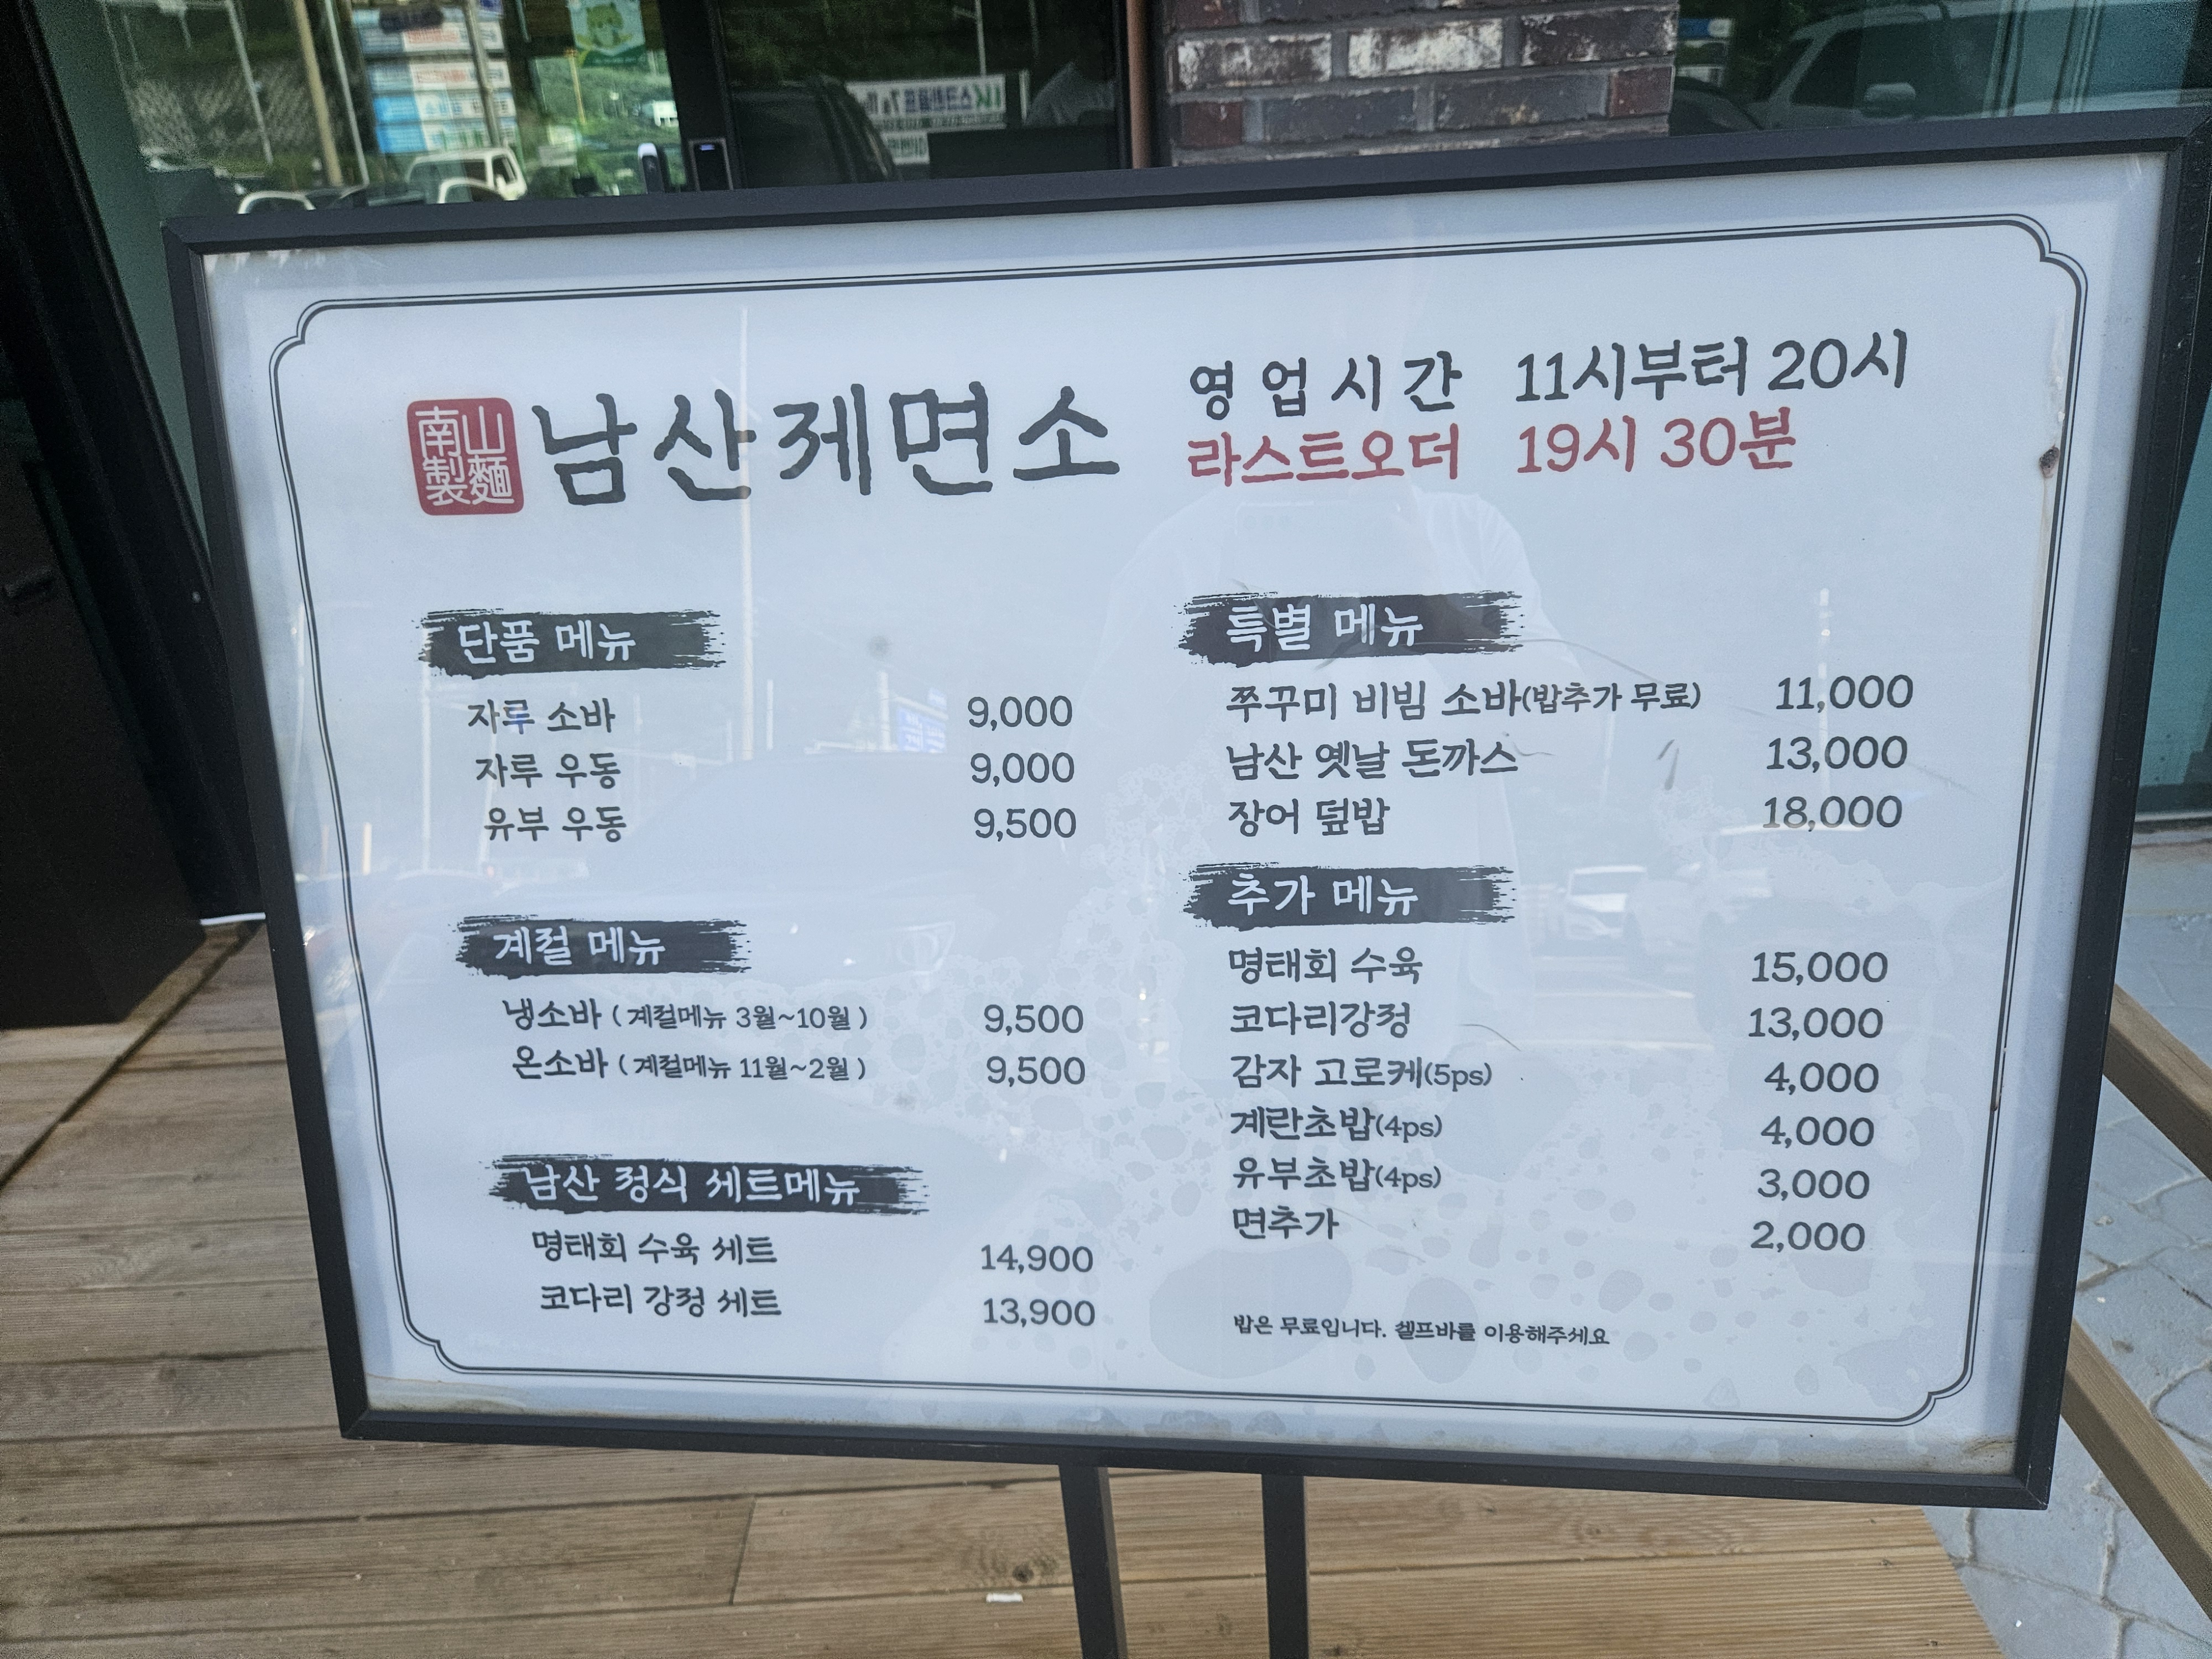 南山
製麵
남산제면소
영업시간 11시부터 20시
라스트오더 19시 30분
단품 메뉴
자루 소바 9,000
자루 우동 9,000
유부 우동 9,500
계절 메뉴
냉소바 ( 계절메뉴 3월~10월 ) 9,500
온소바 ( 계절메뉴 11월~2월 ) 9,500
남산 정식 세트메뉴
명태회 수육 세트 14,900
코다리 강정 세트 13,900
특별 메뉴
쭈꾸미 비빔 소바(밥추가 무료) 11,000
남산 옛날 돈까스 13,000
장어 덮밥 18,000
추가 메뉴
명태회 수육 15,000
코다리강정 13,000
감자 고로케(5ps) 4,000
계란초밥(4ps) 4,000
유부초밥(4ps) 3,000
면추가 2,000
밥은 무료입니다. 셀프바를 이용해주세요